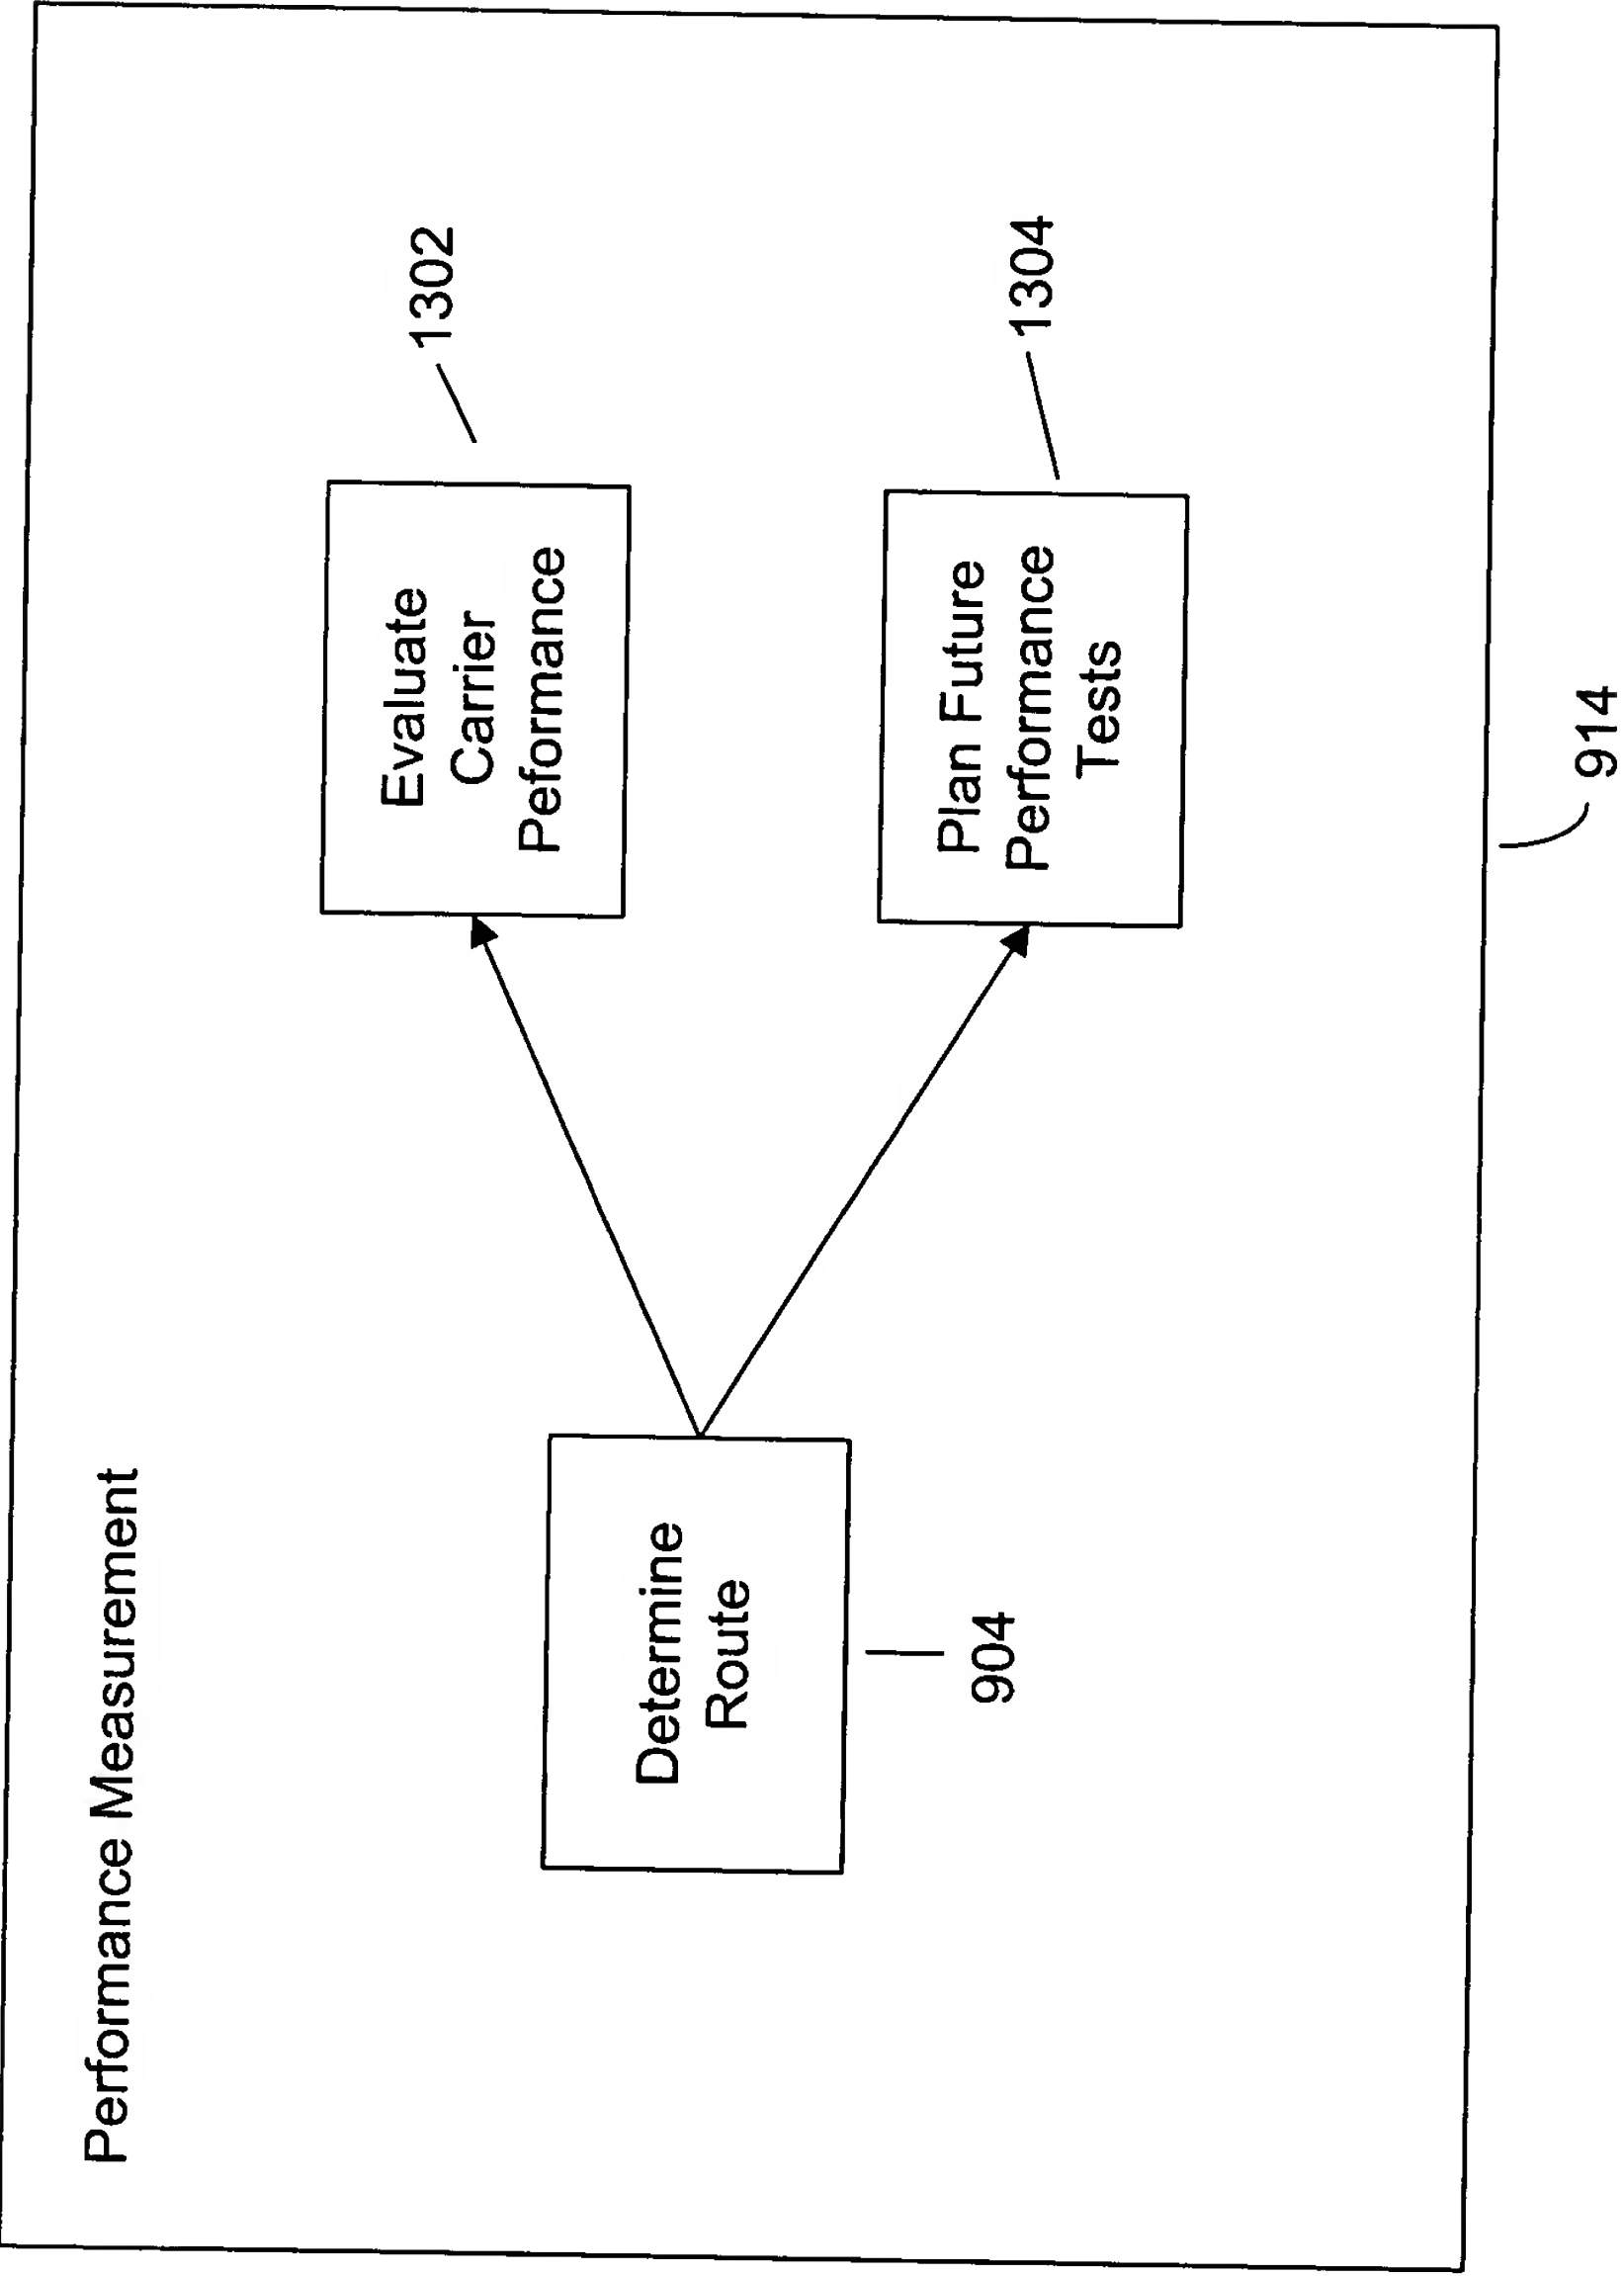 Performance Measurement
Evaluate
Carrier
Peformance
1302
Determine
Route
904
Plan Future
Performance
Tests
1304
914